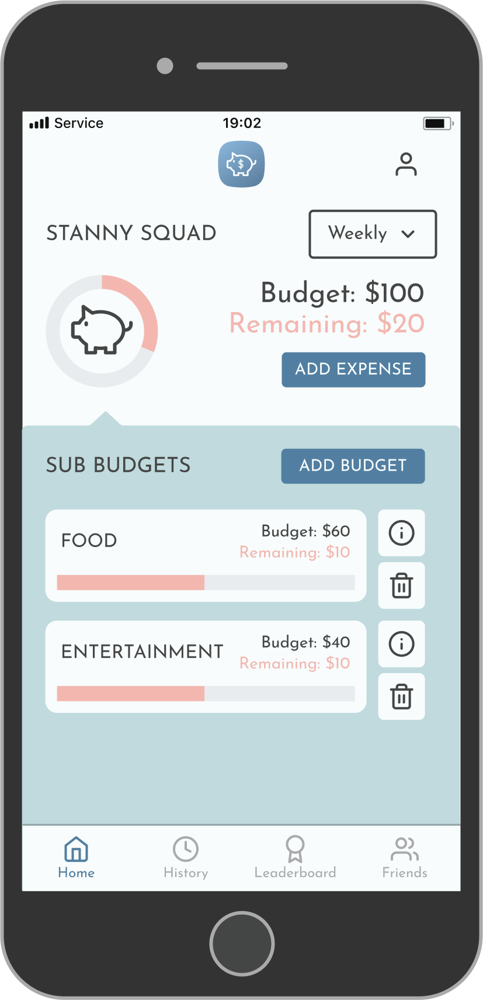 Service
19:02
$
STANNY SQUAD
Weekly
Budget: $100
Remaining: $20
ADD EXPENSE
SUB BUDGETS
ADD BUDGET
FOOD
Budget: $60
Remaining: $10
ENTERTAINMENT
Budget: $40
Remaining: $10
Home
History
Leaderboard
Friends